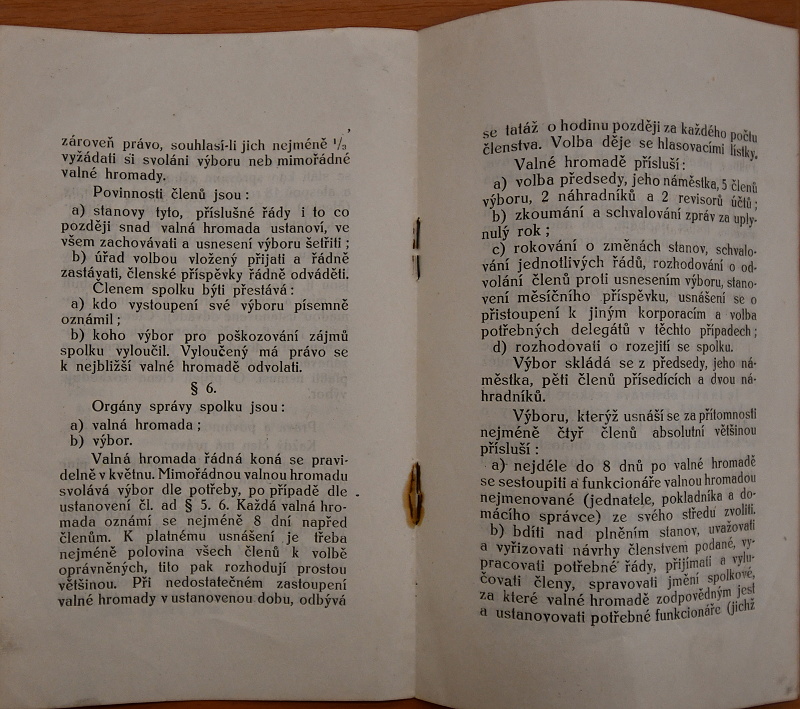 zároveň právo, souhlasí-li jich nejméně ¹/₃
vyžádati si svoláni výboru neb mimořádné
valné hromady.
Povinnosti členů jsou :
a) stanovy tyto, příslušné řády i to co
později snad valná hromada ustanoví, ve
všem zachovávati a usnesení výboru šetřiti ;
b) úřad volbou vložený přijati a řádně
zastávati, členské příspěvky řádně odváděti.
Členem spolku býti přestává :
a) kdo vystoupení své výboru písemně
oznámil ;
b) koho výbor pro poškozování zájmů
spolku vyloučil. Vyloučený má právo se
k nejbližší valné hromadě odvolati.
§ 6.
Orgány správy spolku jsou :
a) valná hromada ;
b) výbor.
Valná hromada řádná koná se pravi-
delně v květnu. Mimořádnou valnou hromadu
svolává výbor dle potřeby, po případě dle
ustanovení čl. ad § 5. 6. Každá valná hro-
mada oznámí se nejméně 8 dní napřed
členům. K platnému usnášení je třeba
nejméně polovina všech členů k volbě
oprávněných, tito pak rozhodují prostou
většinou. Při nedostatečném zastoupení
valné hromady v ustanovenou dobu, odbývá
se tatáž o hodinu později za každého počtu
členstva. Volba děje se hlasovacími lístky.
Valné hromadě přísluší :
a) volba předsedy, jeho náměstka, 5 členů
výboru, 2 náhradníků a 2 revisorů účtů ;
b) zkoumání a schvalování zpráv za uply-
nulý rok ;
c) rokování o změnách stanov, schvalo-
vání jednotlivých řádů, rozhodování o od-
volání členů proti usnesením výboru, stano-
vení měsíčního příspěvku, usnášení se o
přistoupení k jiným korporacím a volba
potřebných delegátů v těchto případech ;
d) rozhodovati o rozejití se spolku.
Výbor skládá se z předsedy, jeho ná-
městka, pěti členů přísedících a dvou ná-
hradníků.
Výboru, kterýž usnáší se za přítomnosti
nejméně čtyř členů absolutní většinou
přísluší :
a) nejdéle do 8 dnů po valné hromadě
se sestoupiti a funkcionáře valnou hromadou
nejmenované (jednatele, pokladníka a do-
mácího správce) ze svého středu zvoliti.
b) bdíti nad plněním stanov, uvažovati
a vyřizovati návrhy členstvem podané, vy-
pracovati potřebné řády, přijímati a vylu-
čovati členy, spravovati jmění spolkové,
za které valné hromadě zodpovědným jest
a ustanovovati potřebné funkcionáře (jichž